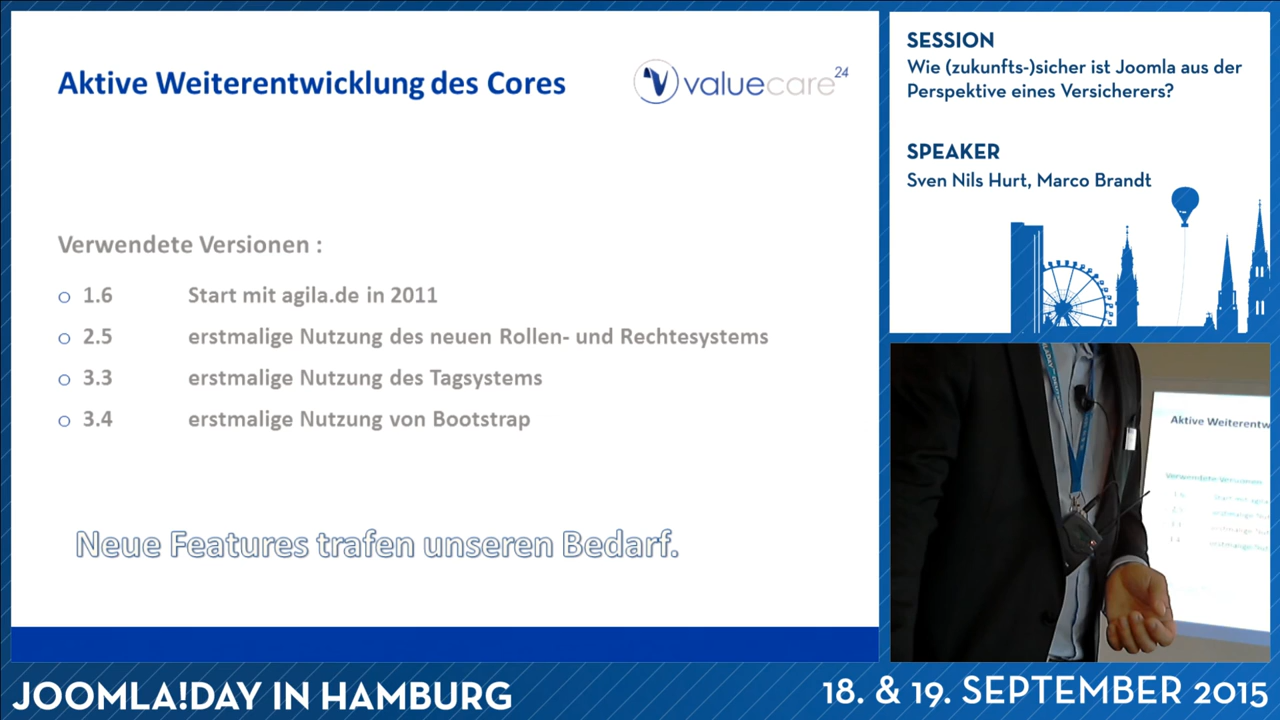 Aktive Weiterentwicklung des Cores
valuecare24
Verwendete Versionen :
1.6 Start mit agila.de in 2011
2.5 erstmalige Nutzung des neuen Rollen- und Rechtesystems
3.3 erstmalige Nutzung des Tagsystems
3.4 erstmalige Nutzung von Bootstrap
Neue Features trafen unseren Bedarf.
SESSION
Wie (zukunfts-)sicher ist Joomla aus der
Perspektive eines Versicherers?
SPEAKER
Sven Nils Hurt, Marco Brandt
Aktive Weiterentw
Verwendete Versionen
JOOMLA!DAY IN HAMBURG
18. & 19. SEPTEMBER 2015